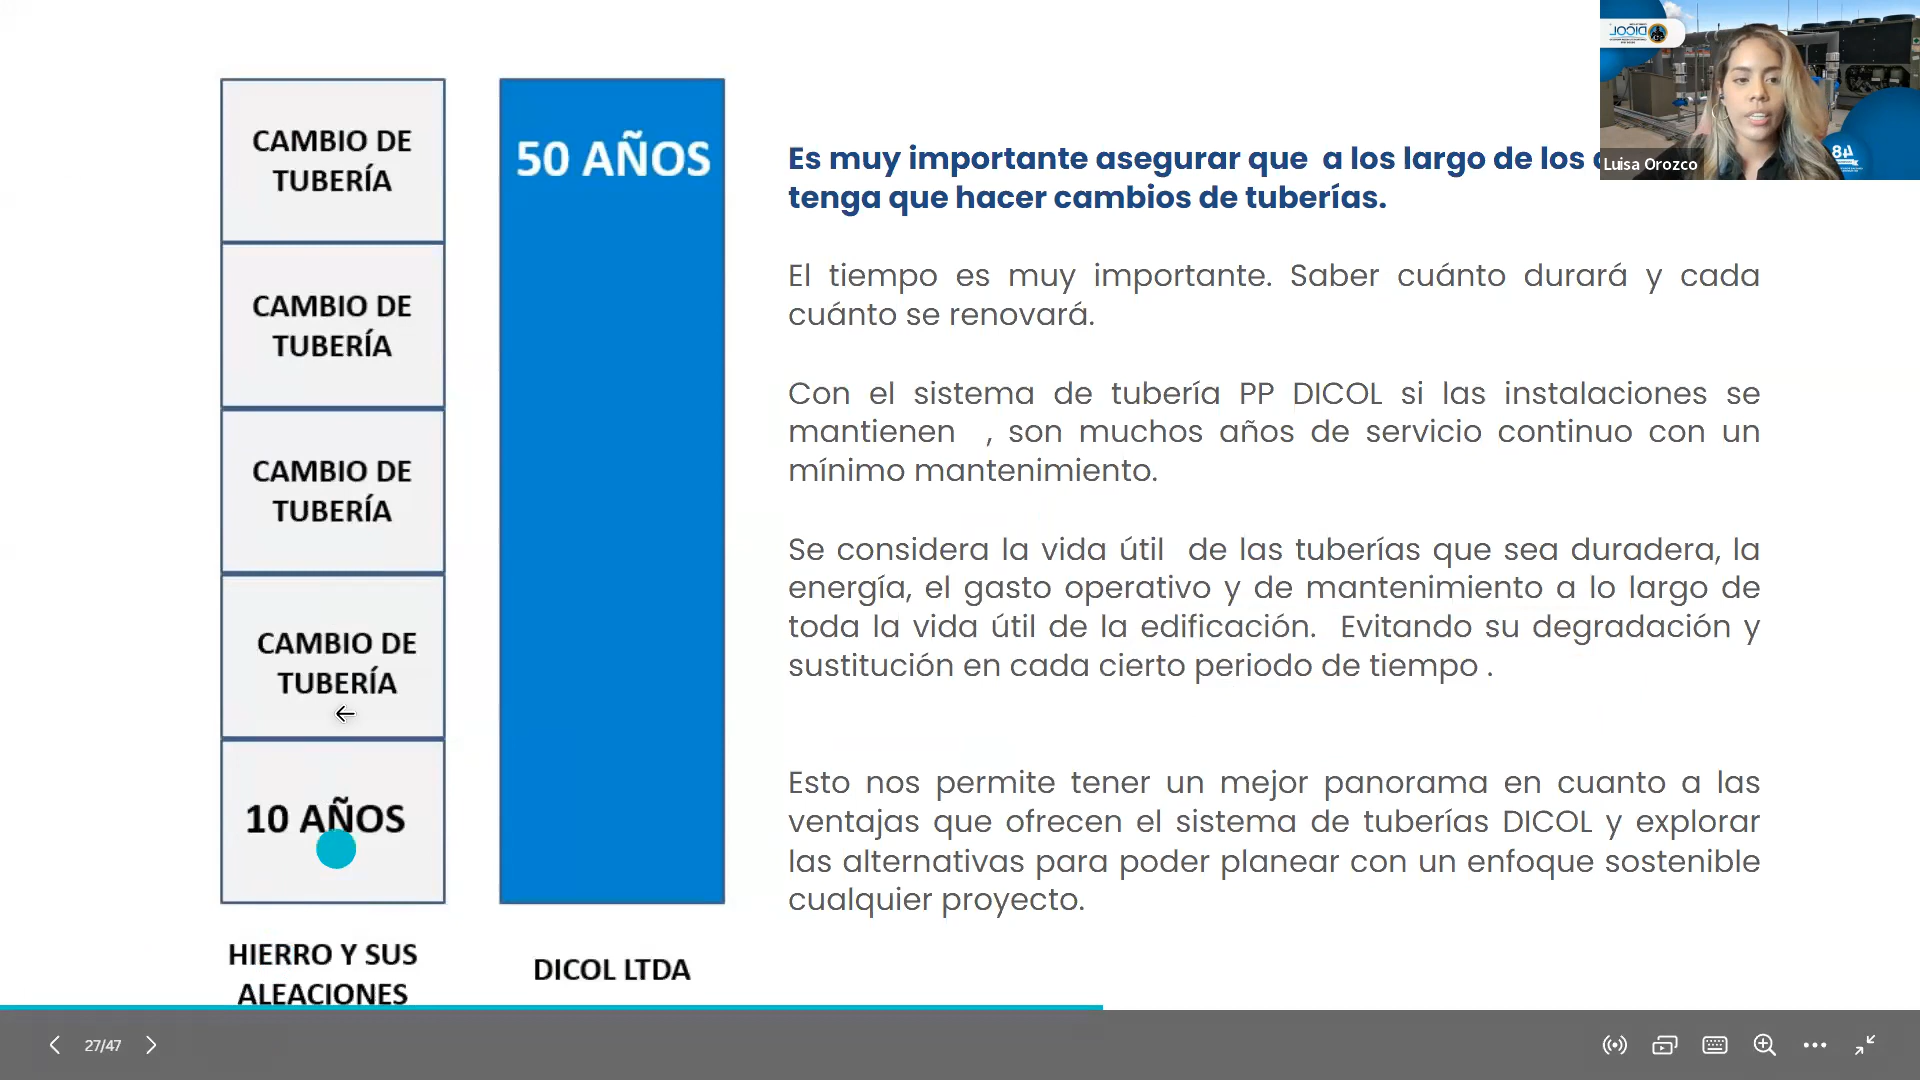 CAMBIO DE
TUBERÍA
CAMBIO DE
TUBERÍA
CAMBIO DE
TUBERÍA
CAMBIO DE
TUBERÍA
10 AÑOS
HIERRO Y SUS
ALEACIONES
50 AÑOS
DICOL LTDA
Es muy importante asegurar que a los largo de los
tenga que hacer cambios de tuberías.
El tiempo es muy importante. Saber cuánto durará y cada
cuánto se renovará.
Con el sistema de tubería PP DICOL si las instalaciones se
mantienen , son muchos años de servicio continuo con un
mínimo mantenimiento.
Se considera la vida útil de las tuberías que sea duradera, la
energía, el gasto operativo y de mantenimiento a lo largo de
toda la vida útil de la edificación. Evitando su degradación y
sustitución en cada cierto periodo de tiempo .
Esto nos permite tener un mejor panorama en cuanto a las
ventajas que ofrecen el sistema de tuberías DICOL y explorar
las alternativas para poder planear con un enfoque sostenible
cualquier proyecto.
DICOL
48
Luisa Orozco
27/47